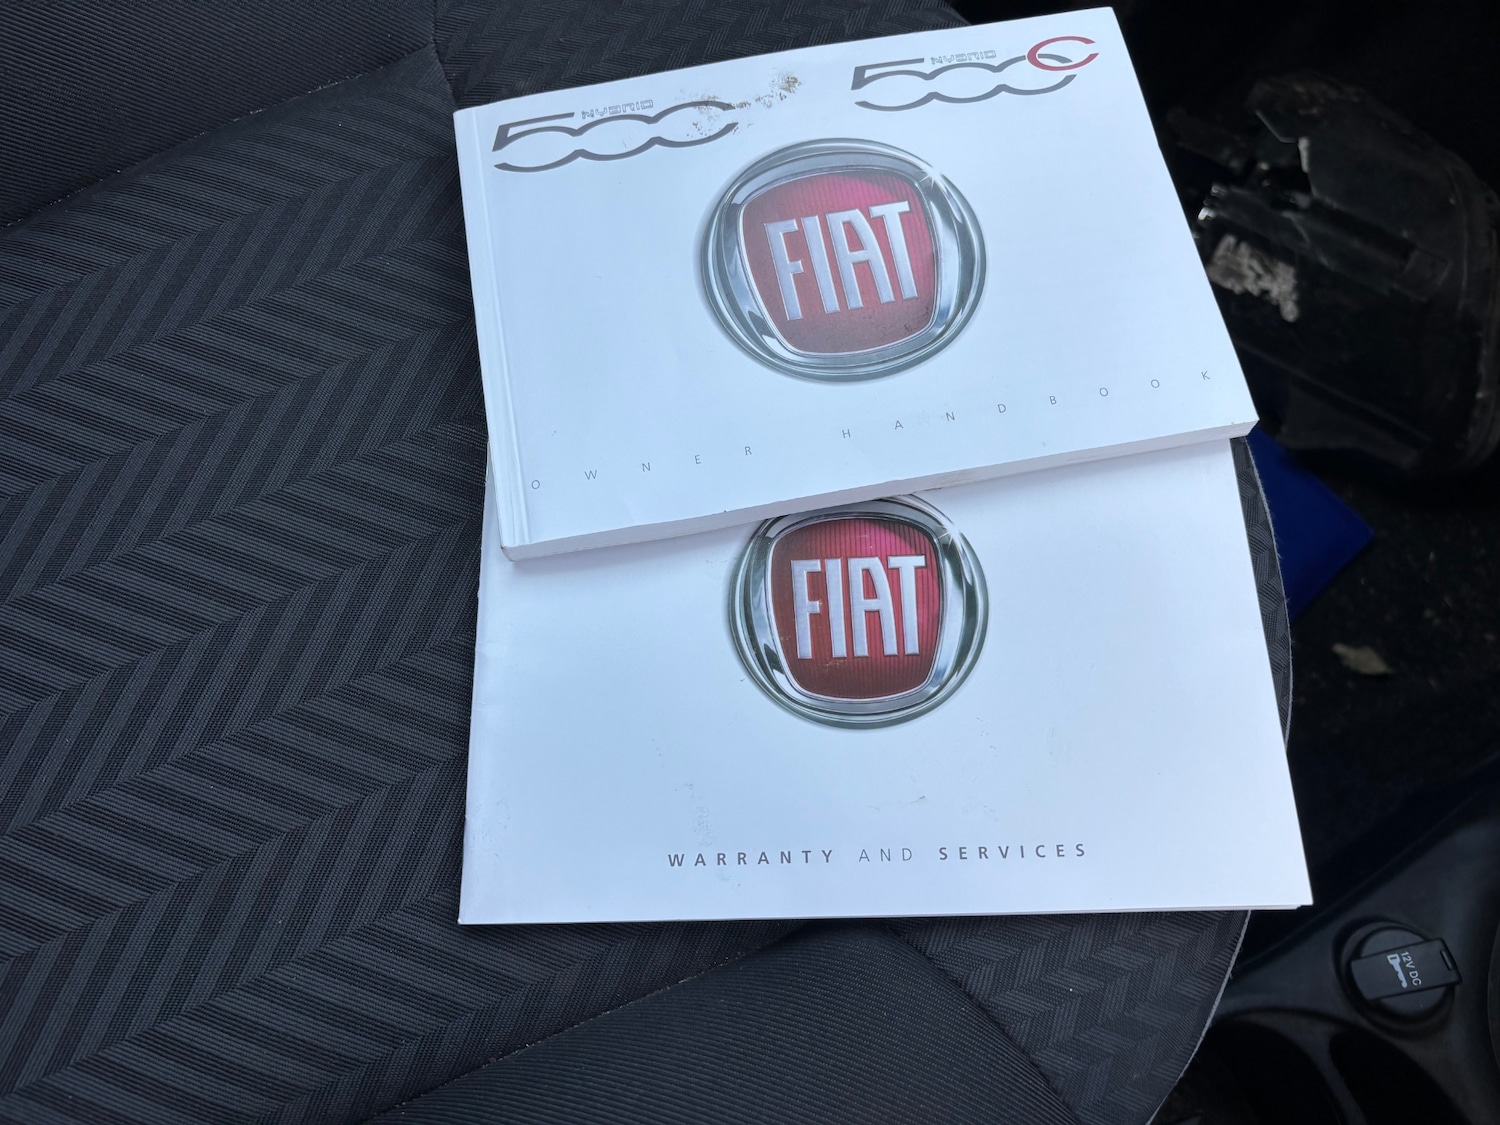 500 HYBRID
500C HYBRID
FIAT
OWNER HANDBOOK
FIAT
WARRANTY AND SERVICES
12V DC